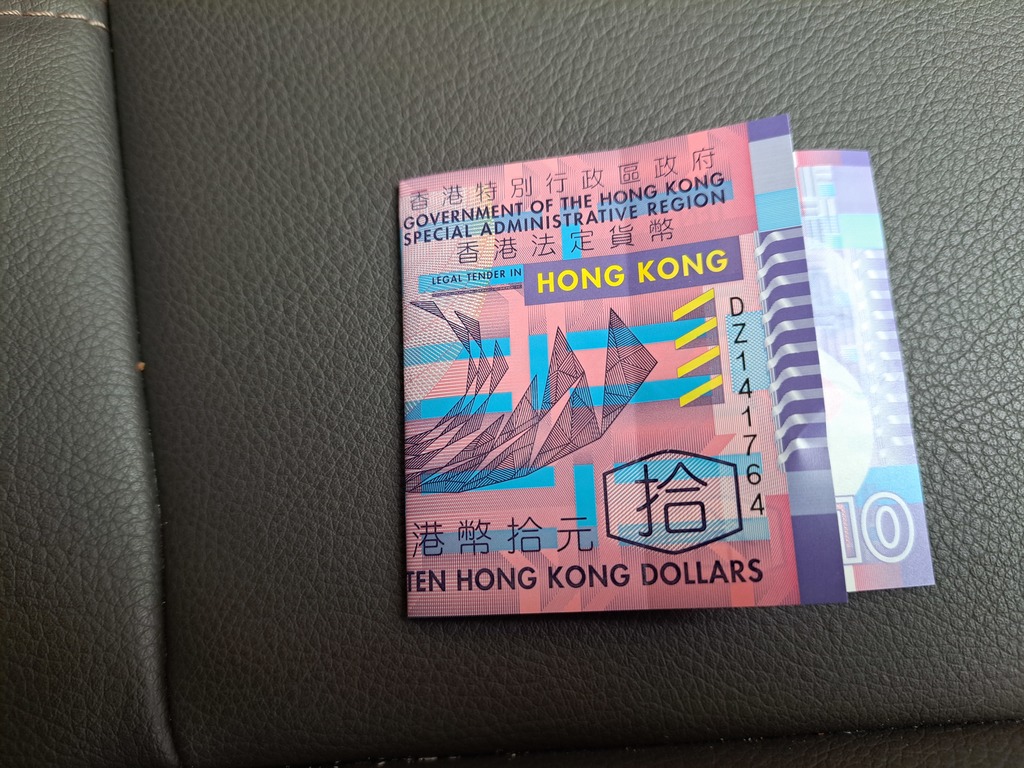 香港特別行政區政府
GOVERNMENT OF THE HONG KONG
SPECIAL ADMINISTRATIVE REGION
香港法定貨幣
LEGAL TENDER IN HONG KONG
DZ141764
拾
港幣拾元
TEN HONG KONG DOLLARS
10